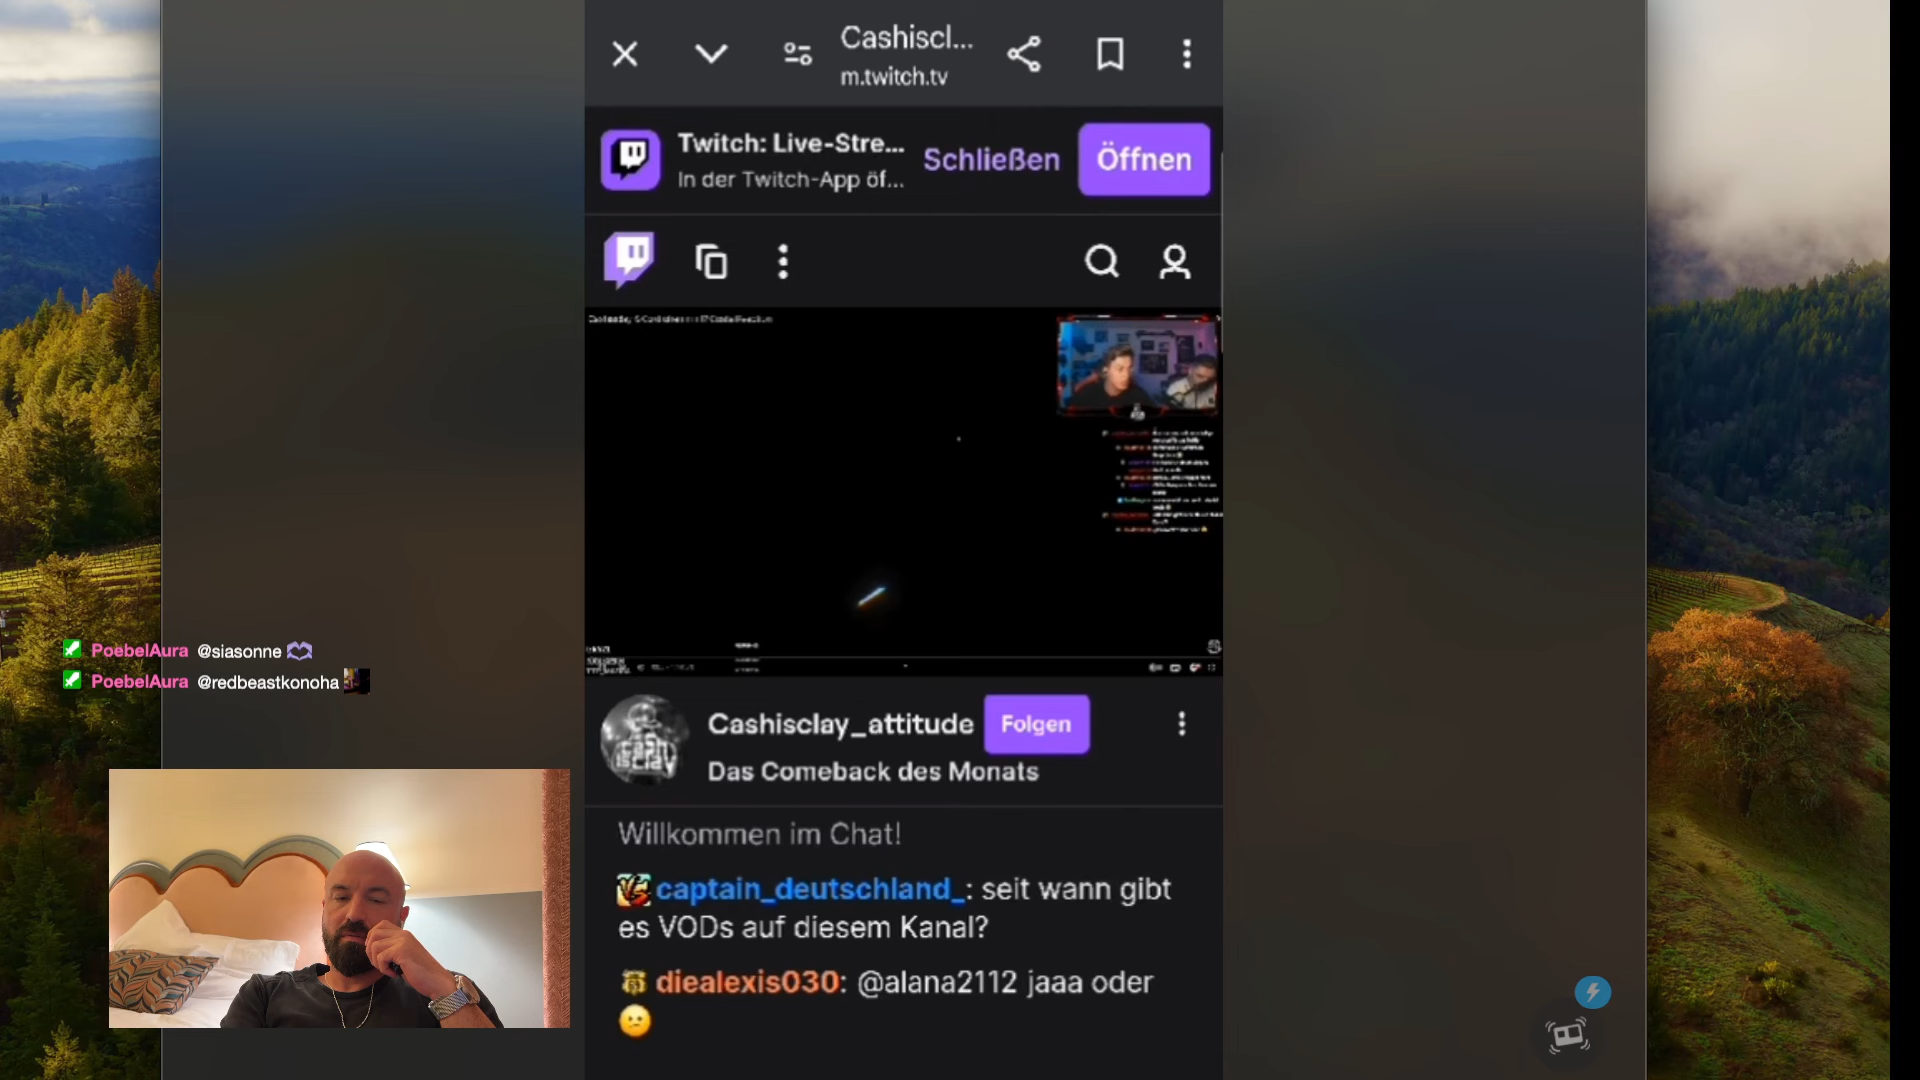 Cashiscl...
m.twitch.tv
Twitch: Live-Stre...
In der Twitch-App öf...
Schließen
Öffnen
Cashisclay_attitude
Folgen
Das Comeback des Monats
Willkommen im Chat!
captain_deutschland_: seit wann gibt
es VODs auf diesem Kanal?
diealexis030: @alana2112 jaaa oder
PoebelAura @siasonne
PoebelAura @redbeastkonoha